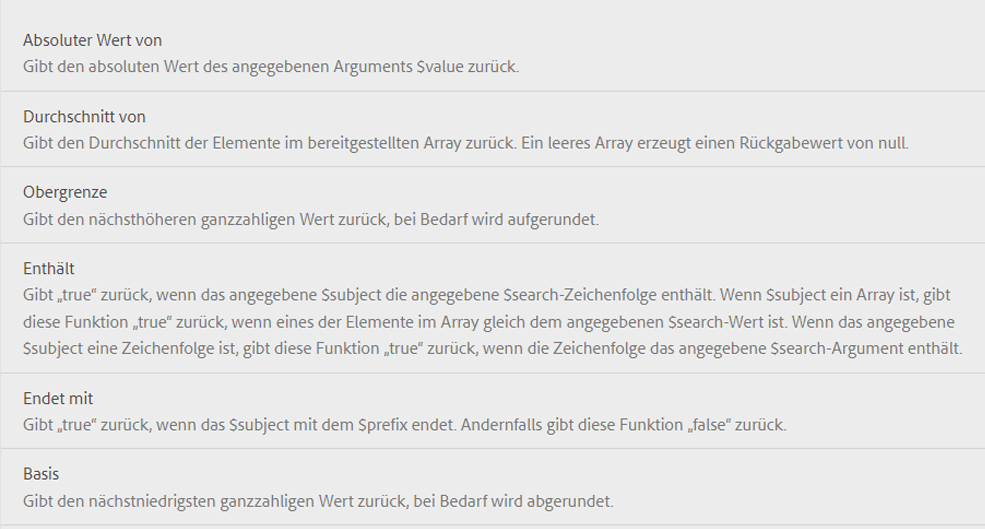 Absoluter Wert von
Gibt den absoluten Wert des angegebenen Arguments $value zurück.
Durchschnitt von
Gibt den Durchschnitt der Elemente im bereitgestellten Array zurück. Ein leeres Array erzeugt einen Rückgabewert von null.
Obergrenze
Gibt den nächsthöheren ganzzahligen Wert zurück, bei Bedarf wird aufgerundet.
Enthält
Gibt „true“ zurück, wenn das angegebene $subject die angegebene $search-Zeichenfolge enthält. Wenn $subject ein Array ist, gibt
diese Funktion „true“ zurück, wenn eines der Elemente im Array gleich dem angegebenen $search-Wert ist. Wenn das angegebene
$subject eine Zeichenfolge ist, gibt diese Funktion „true“ zurück, wenn die Zeichenfolge das angegebene $search-Argument enthält.
Endet mit
Gibt „true“ zurück, wenn das $subject mit dem $prefix endet. Andernfalls gibt diese Funktion „false“ zurück.
Basis
Gibt den nächstniedrigsten ganzzahligen Wert zurück, bei Bedarf wird abgerundet.